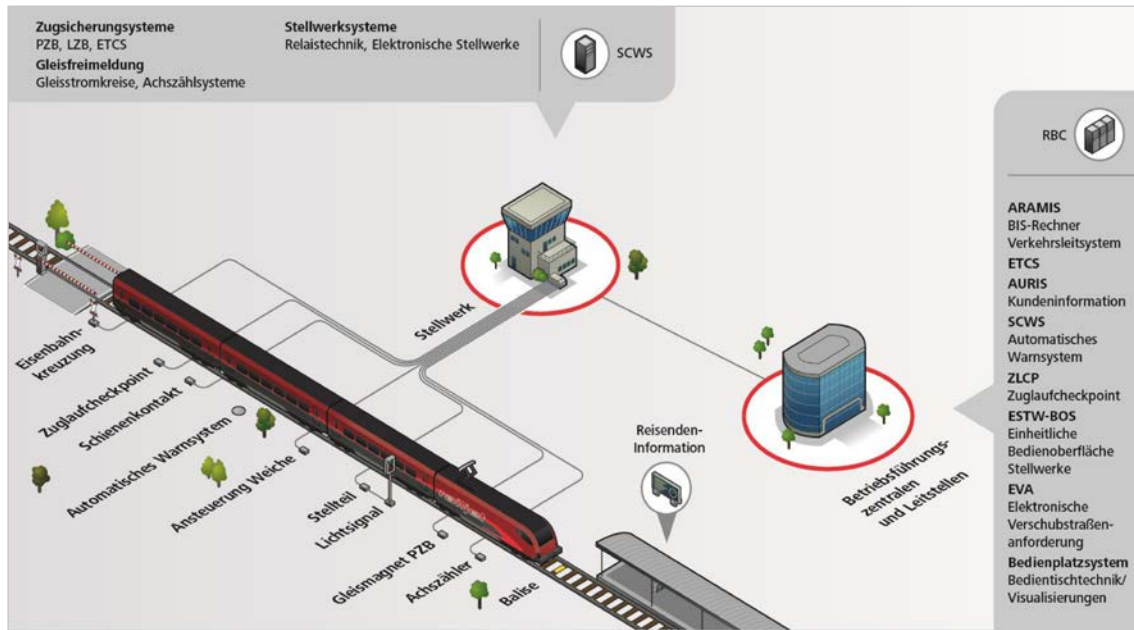 Zugsicherungsysteme
PZB, LZB, ETCS
Gleisfreimeldung
Gleisstromkreise, Achszählsysteme
Stellwerksysteme
Relaistechnik, Elektronische Stellwerke
SCWS
RBC
ARAMIS
BIS-Rechner
Verkehrsleitsystem
ETCS
AURIS
Kundeninformation
SCWS
Automatisches
Warnsystem
ZLCP
Zuglaufcheckpoint
ESTW-BOS
Einheitliche
Bedienoberfläche
Stellwerke
EVA
Elektronische
Verschubstraßen-
anforderung
Bedienplatzsystem
Bedientischtechnik/
Visualisierungen
Stellwerk
Eisenbahn-
kreuzung
Zuglaufcheckpoint
Schienenkontakt
Automatisches Warnsystem
Ansteuerung Weiche
Stellteil
Lichtsignal
Gleismagnet PZB
Achszähler
Balise
Reisenden-
Information
Betriebsführungs-
zentralen
und Leitstellen